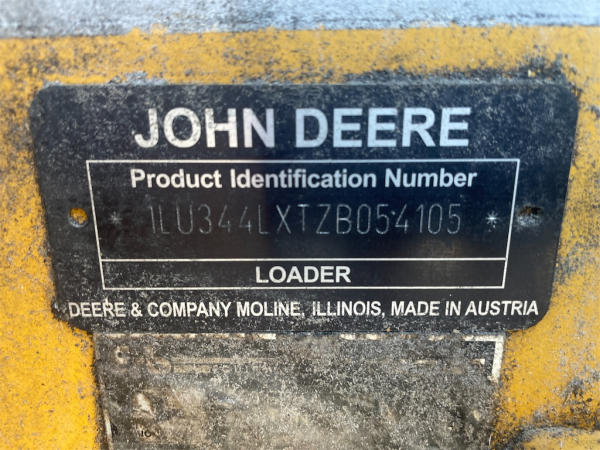 JOHN DEERE
Product Identification Number
* 1LU344LXTZB054105 *
LOADER
DEERE & COMPANY MOLINE, ILLINOIS, MADE IN AUSTRIA